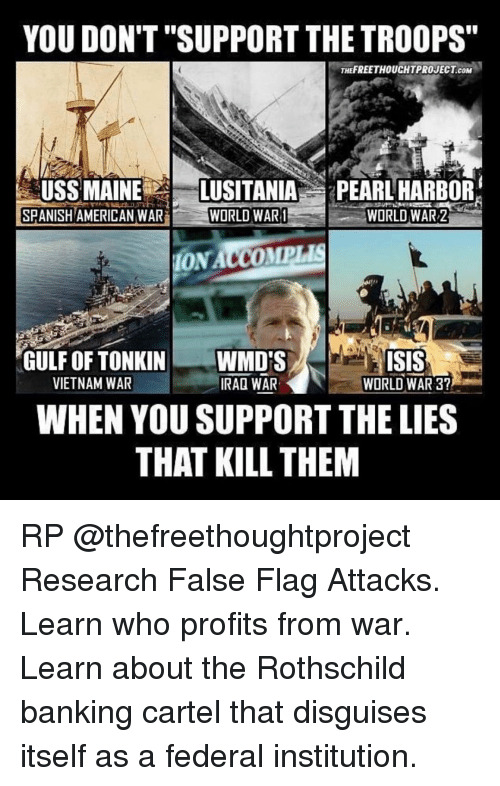 YOU DON'T "SUPPORT THE TROOPS"
THEFREETHOUGHTPROJECT.COM
USS MAINE
SPANISH AMERICAN WAR
LUSITANIA
WORLD WAR 1
PEARL HARBOR
WORLD WAR 2
ION ACCOMPLIS
GULF OF TONKIN
VIETNAM WAR
WMD'S
IRAQ WAR
ISIS
WORLD WAR 3?
WHEN YOU SUPPORT THE LIES
THAT KILL THEM
RP @thefreethoughtproject
Research False Flag Attacks.
Learn who profits from war.
Learn about the Rothschild
banking cartel that disguises
itself as a federal institution.